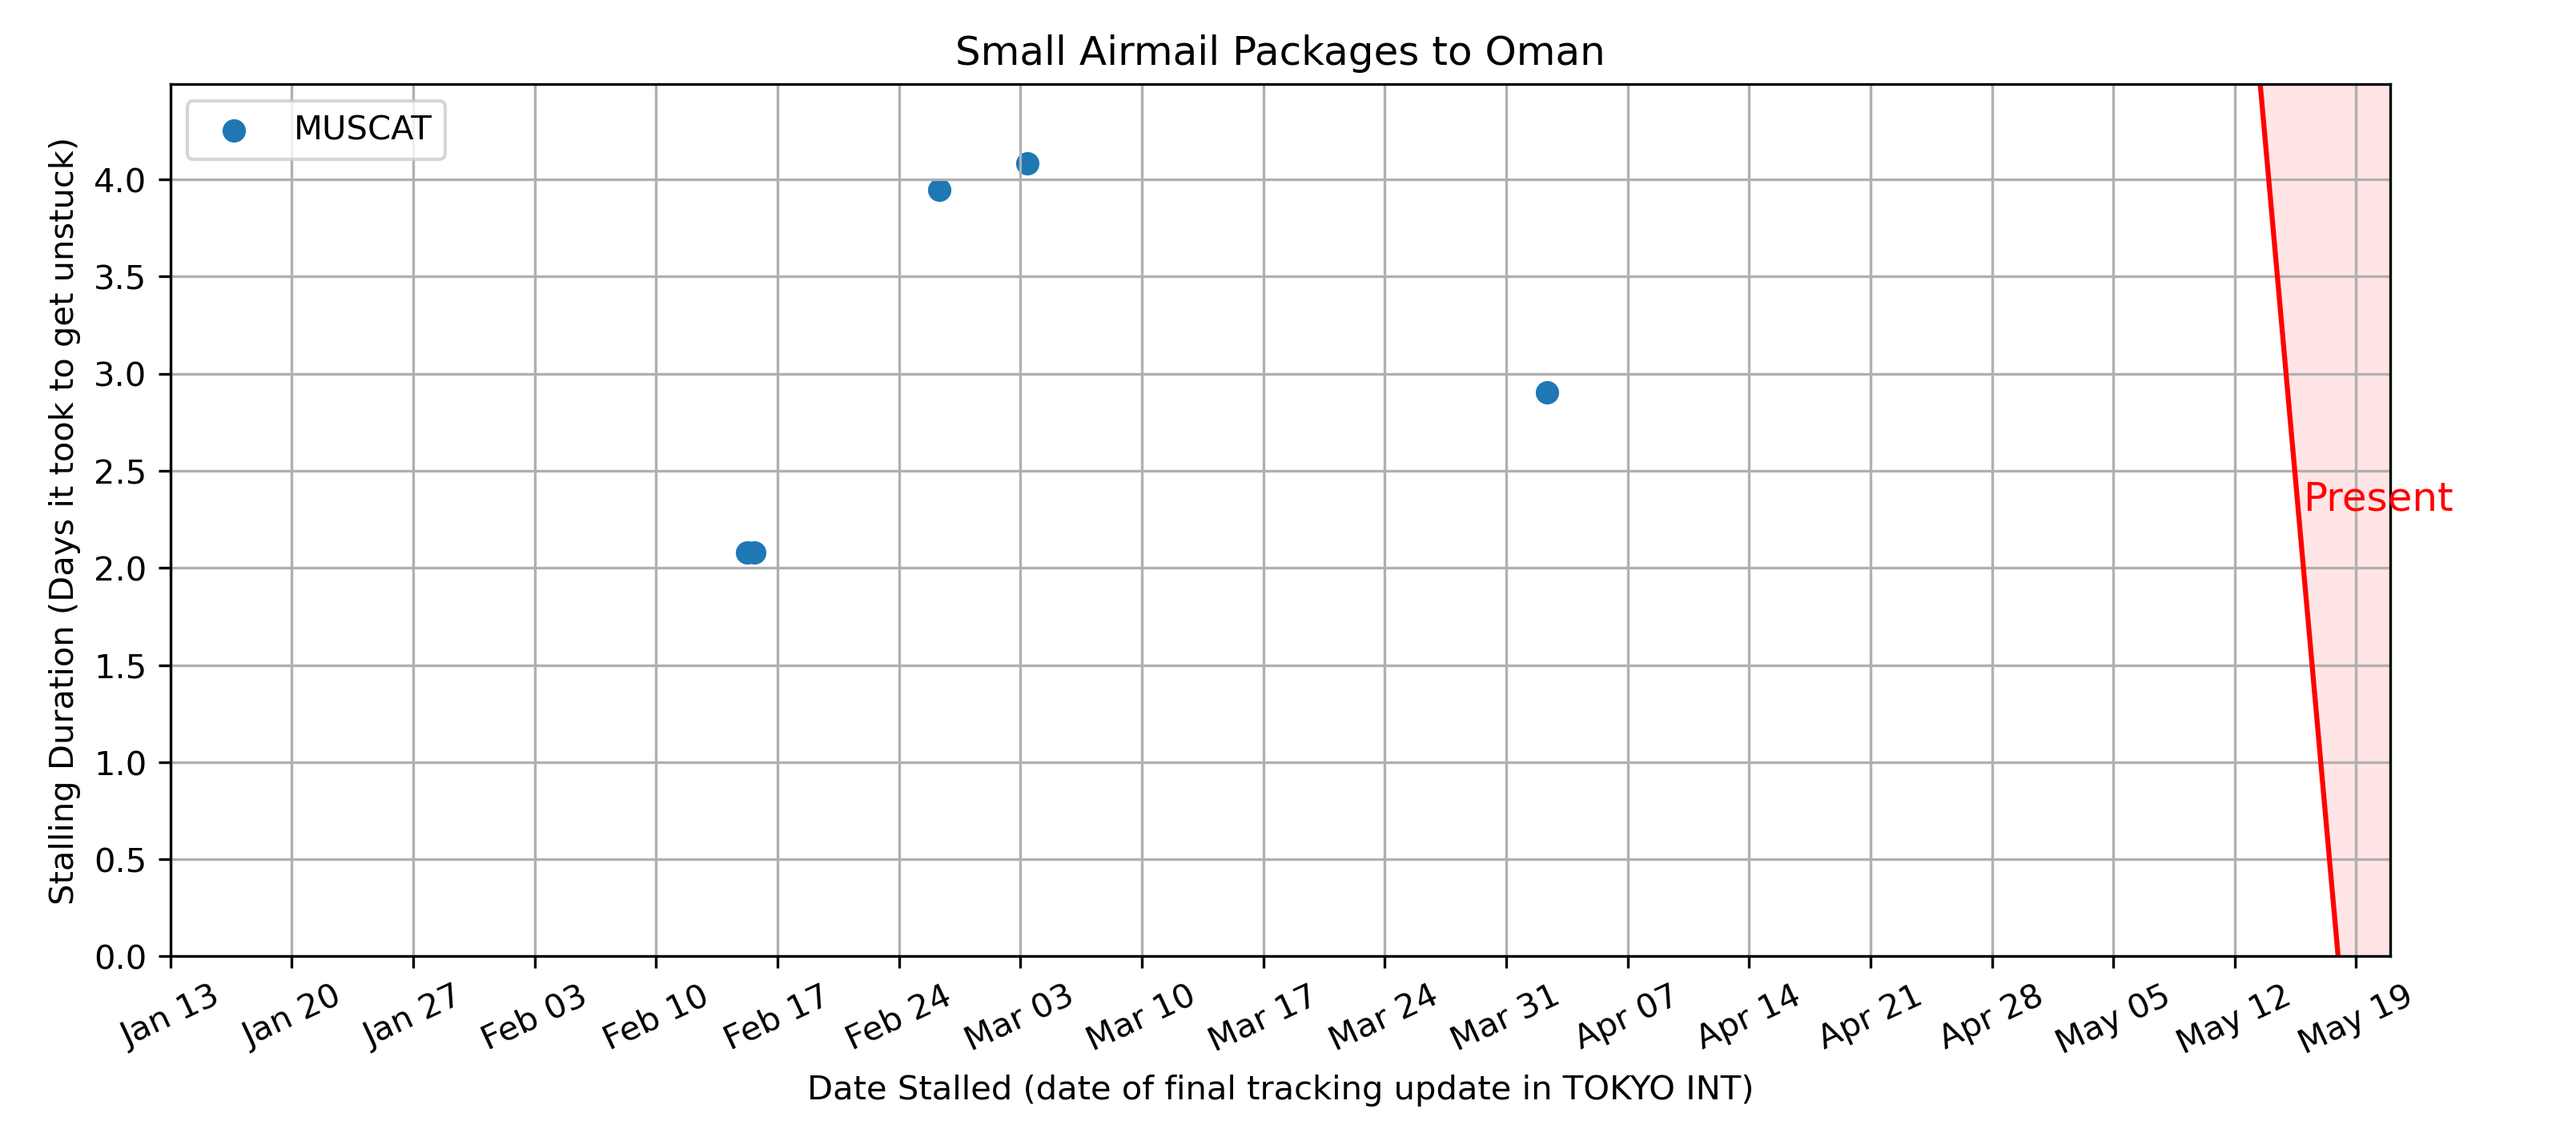 Small Airmail Packages to Oman
MUSCAT
Stalling Duration (Days it took to get unstuck)
4.0
3.5
3.0
2.5
2.0
1.5
1.0
0.5
0.0
Present
Jan 13
Jan 20
Jan 27
Feb 03
Feb 10
Feb 17
Feb 24
Mar 03
Mar 10
Mar 17
Mar 24
Mar 31
Apr 07
Apr 14
Apr 21
Apr 28
May 05
May 12
May 19
Date Stalled (date of final tracking update in TOKYO INT)